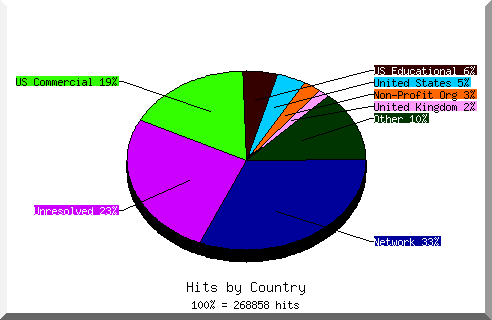 US Educational 6%
US Commercial 19%
United States 5%
Non-Profit Org 3%
United Kingdom 2%
Other 10%
Unresolved 23%
Network 33%
Hits by Country
100% = 268858 hits